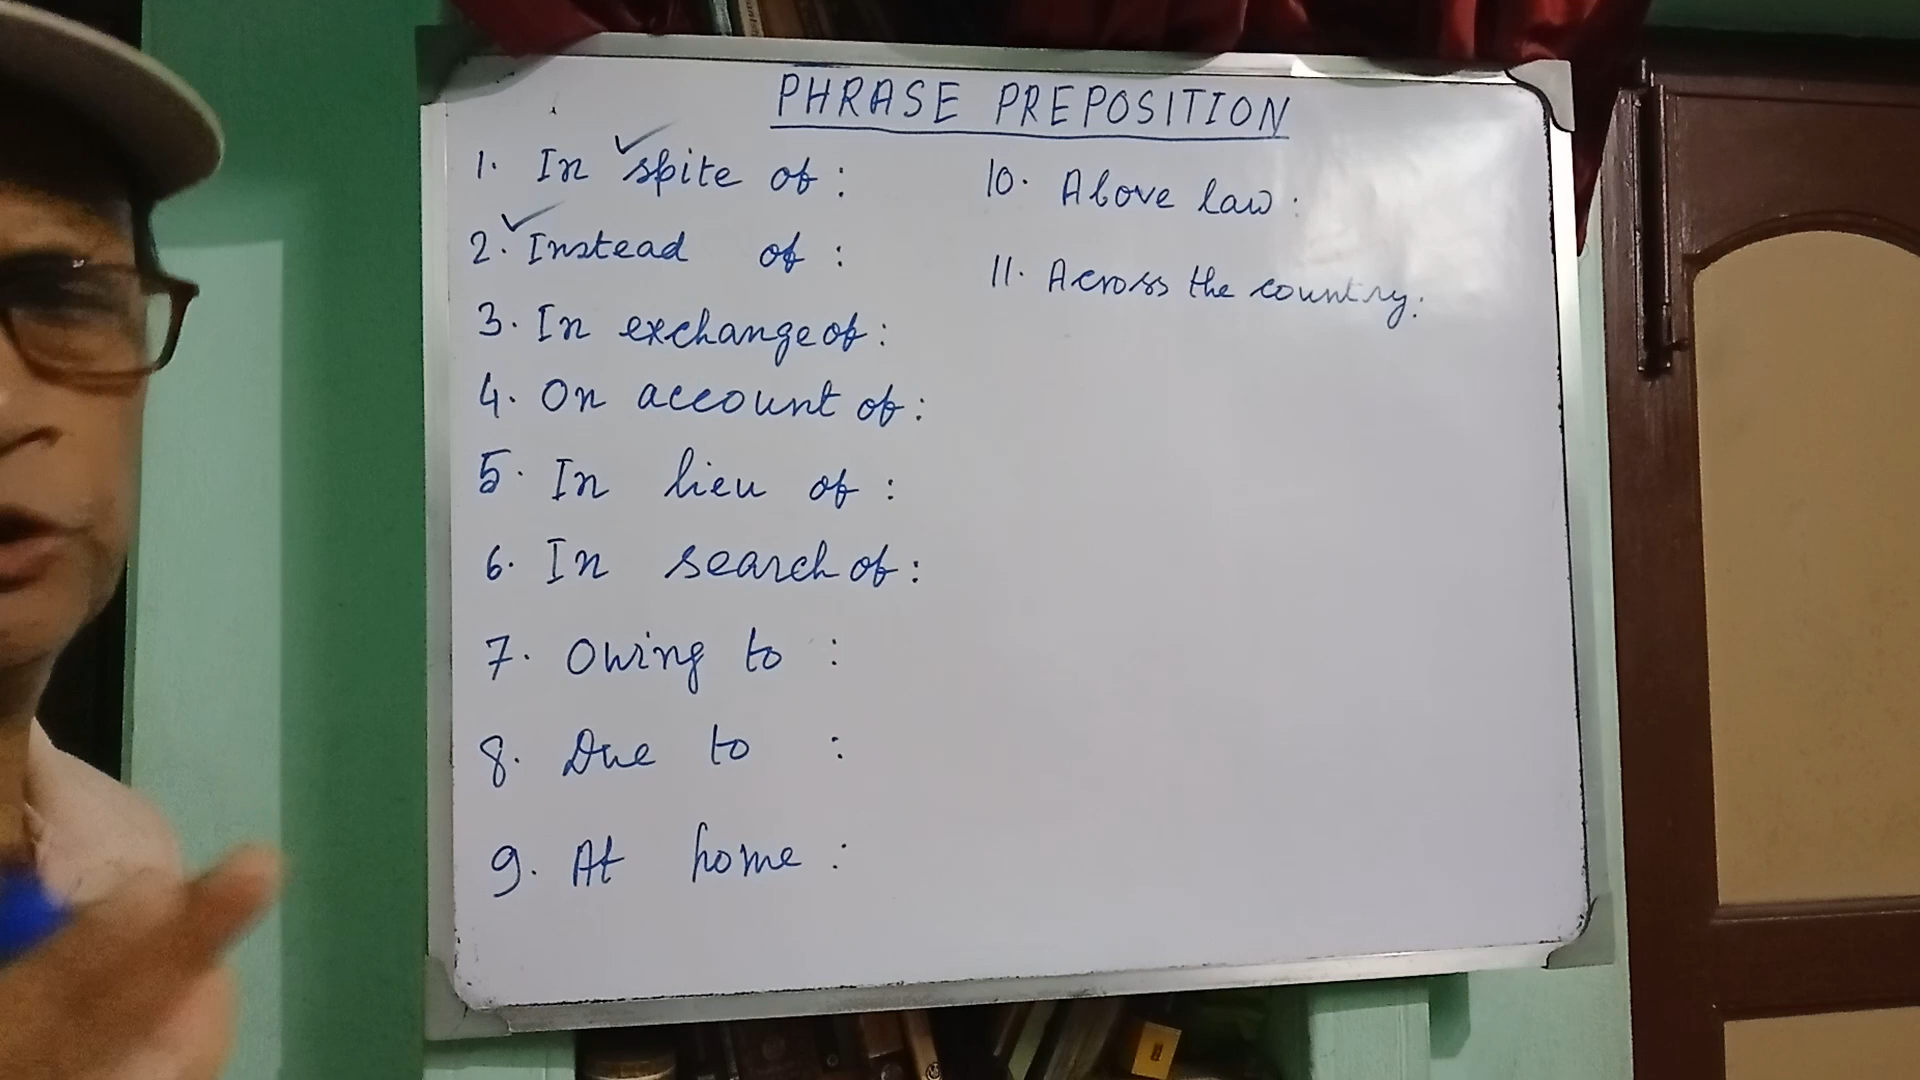 PHRASE PREPOSITION
1. In spite of :
2. Instead of :
3. In exchange of :
4. On account of :
5. In lieu of :
6. In search of :
7. Owing to :
8. Due to :
9. At home :
10. Above law :
11. Across the country :